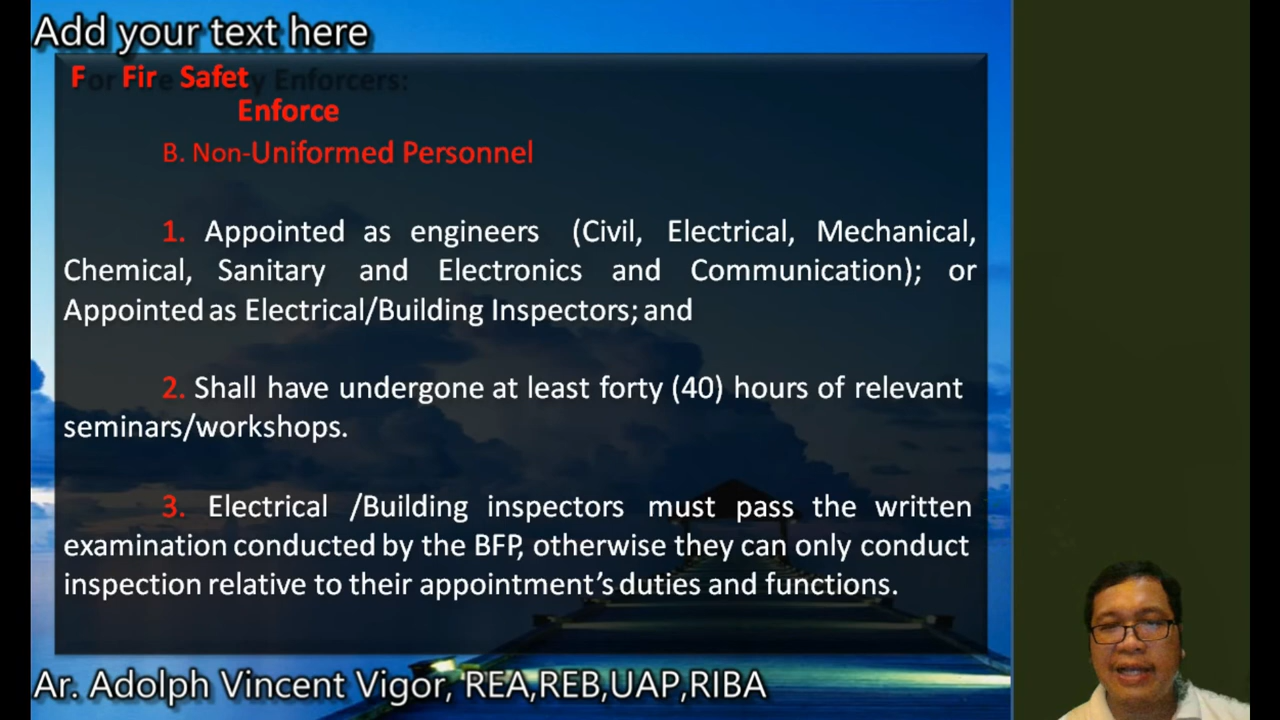 Add your text here
For Fire Safety Enforcers:
F Fir Safet
Enforce
B. Non-Uniformed Personnel
1. Appointed as engineers (Civil, Electrical, Mechanical,
Chemical, Sanitary and Electronics and Communication); or
Appointed as Electrical/Building Inspectors; and
2. Shall have undergone at least forty (40) hours of relevant
seminars/workshops.
3. Electrical /Building inspectors must pass the written
examination conducted by the BFP, otherwise they can only conduct
inspection relative to their appointment's duties and functions.
Ar. Adolph Vincent Vigor, REA,REB,UAP,RIBA